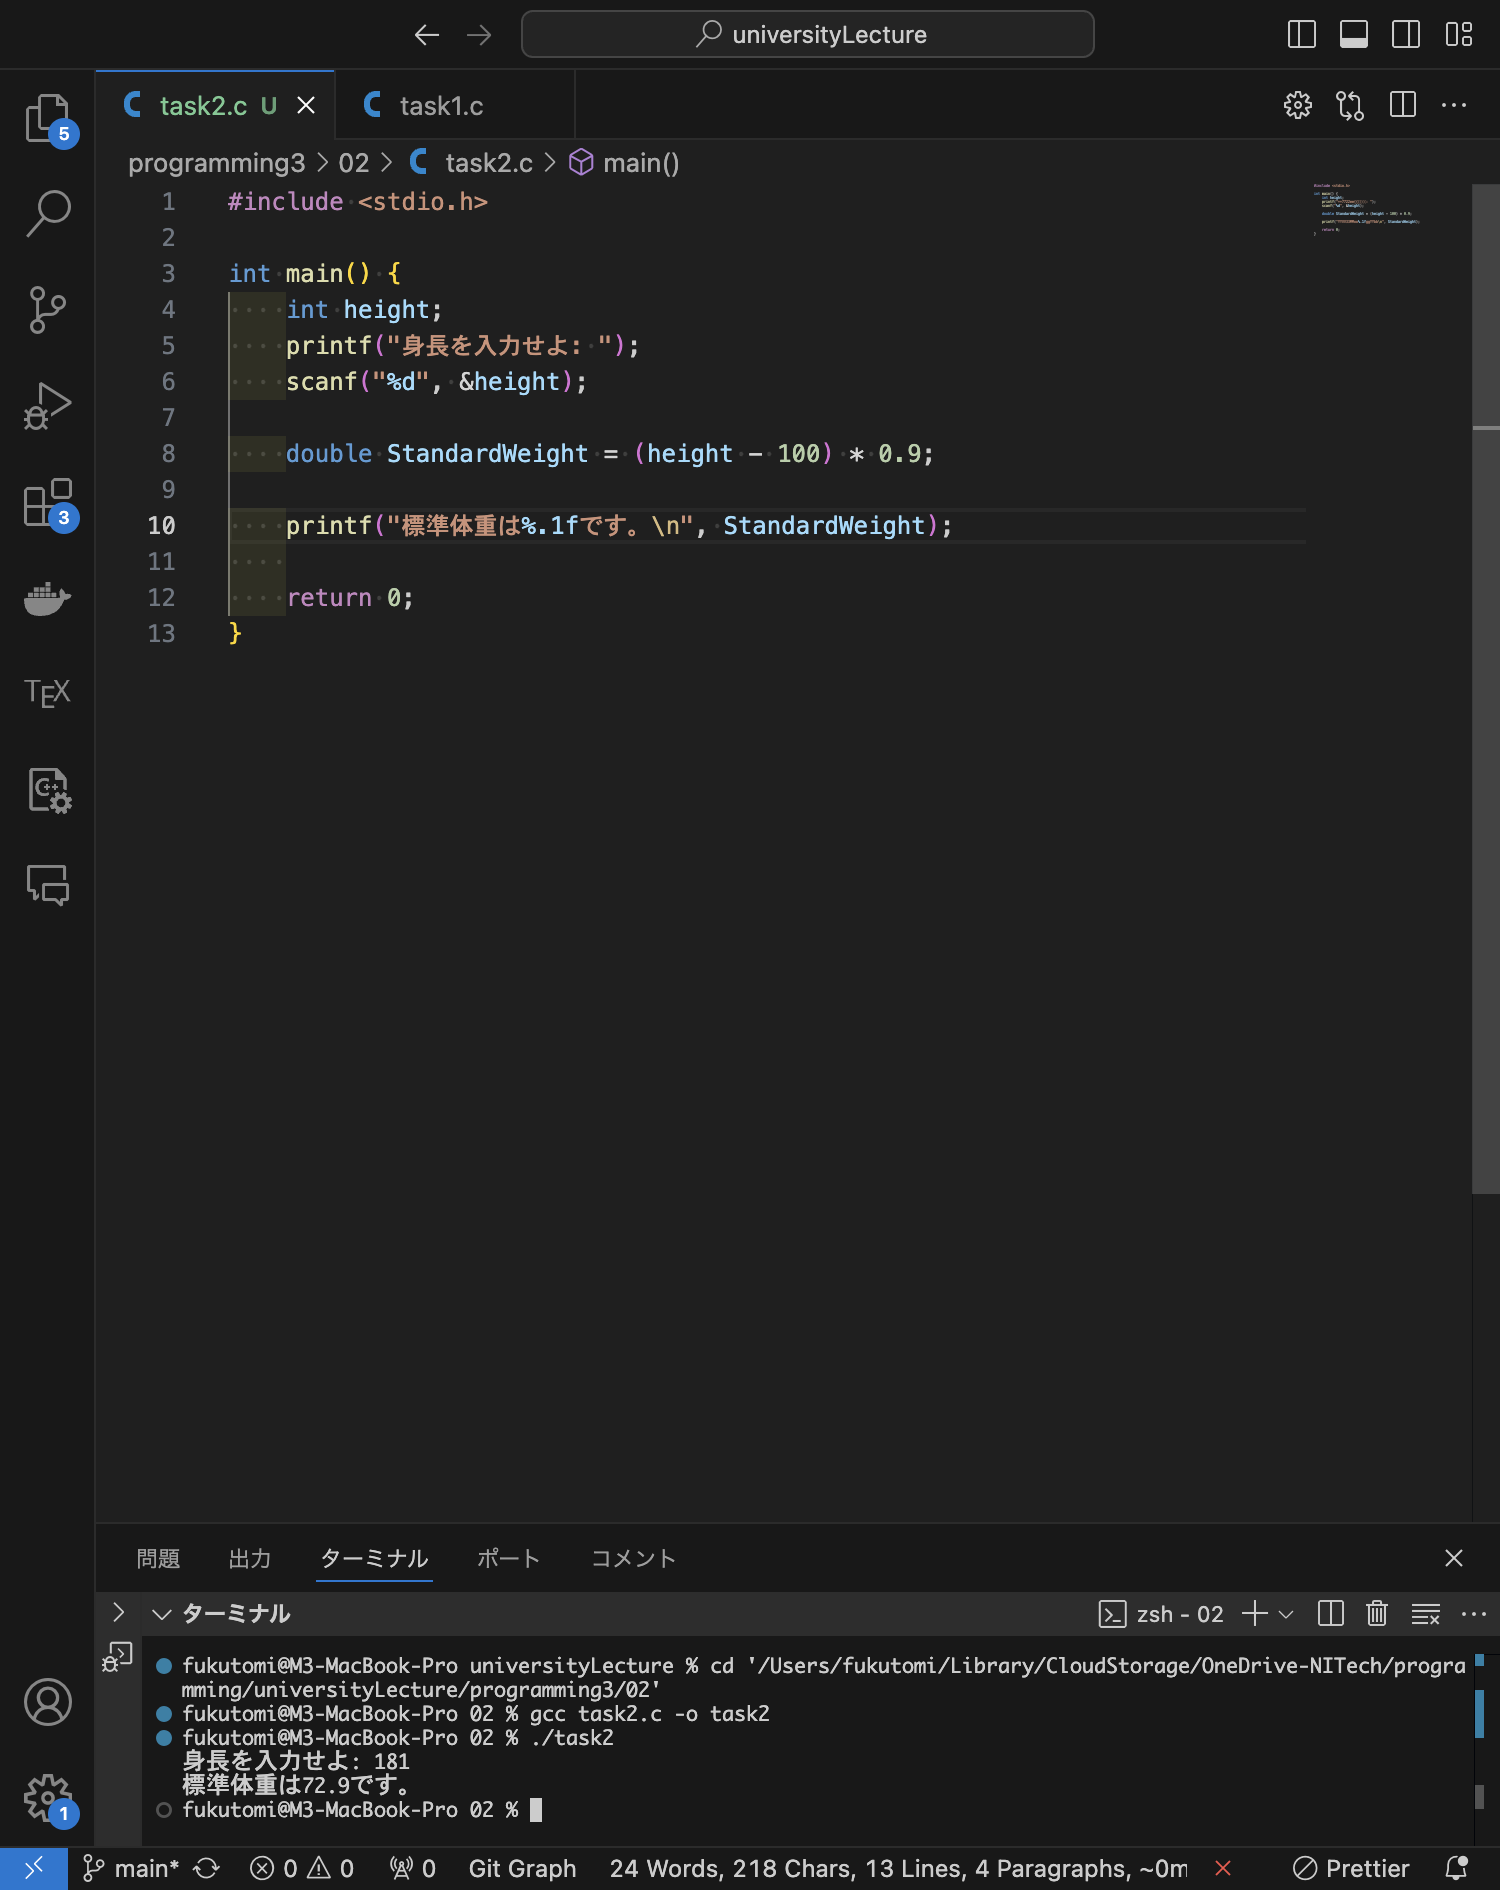 universityLecture
task2.c U
task1.c
programming3 > 02 > C task2.c > main()
1 #include <stdio.h>
2
3 int main() {
4 int height;
5 printf("身長を入力せよ: ");
6 scanf("%d", &height);
7
8 double StandardWeight = (height - 100) * 0.9;
9
10 printf("標準体重は%.1fです。\n", StandardWeight);
11
12 return 0;
13 }
5
3
TEX
C++
1
問題 出力 ターミナル ポート コメント
ターミナル
zsh - 02
fukutomi@M3-MacBook-Pro universityLecture % cd '/Users/fukutomi/Library/CloudStorage/OneDrive-NITech/progra
mming/universityLecture/programming3/02'
fukutomi@M3-MacBook-Pro 02 % gcc task2.c -o task2
fukutomi@M3-MacBook-Pro 02 % ./task2
身長を入力せよ: 181
標準体重は72.9です。
fukutomi@M3-MacBook-Pro 02 %
main* 0 0 0 Git Graph 24 Words, 218 Chars, 13 Lines, 4 Paragraphs, ~0m Prettier